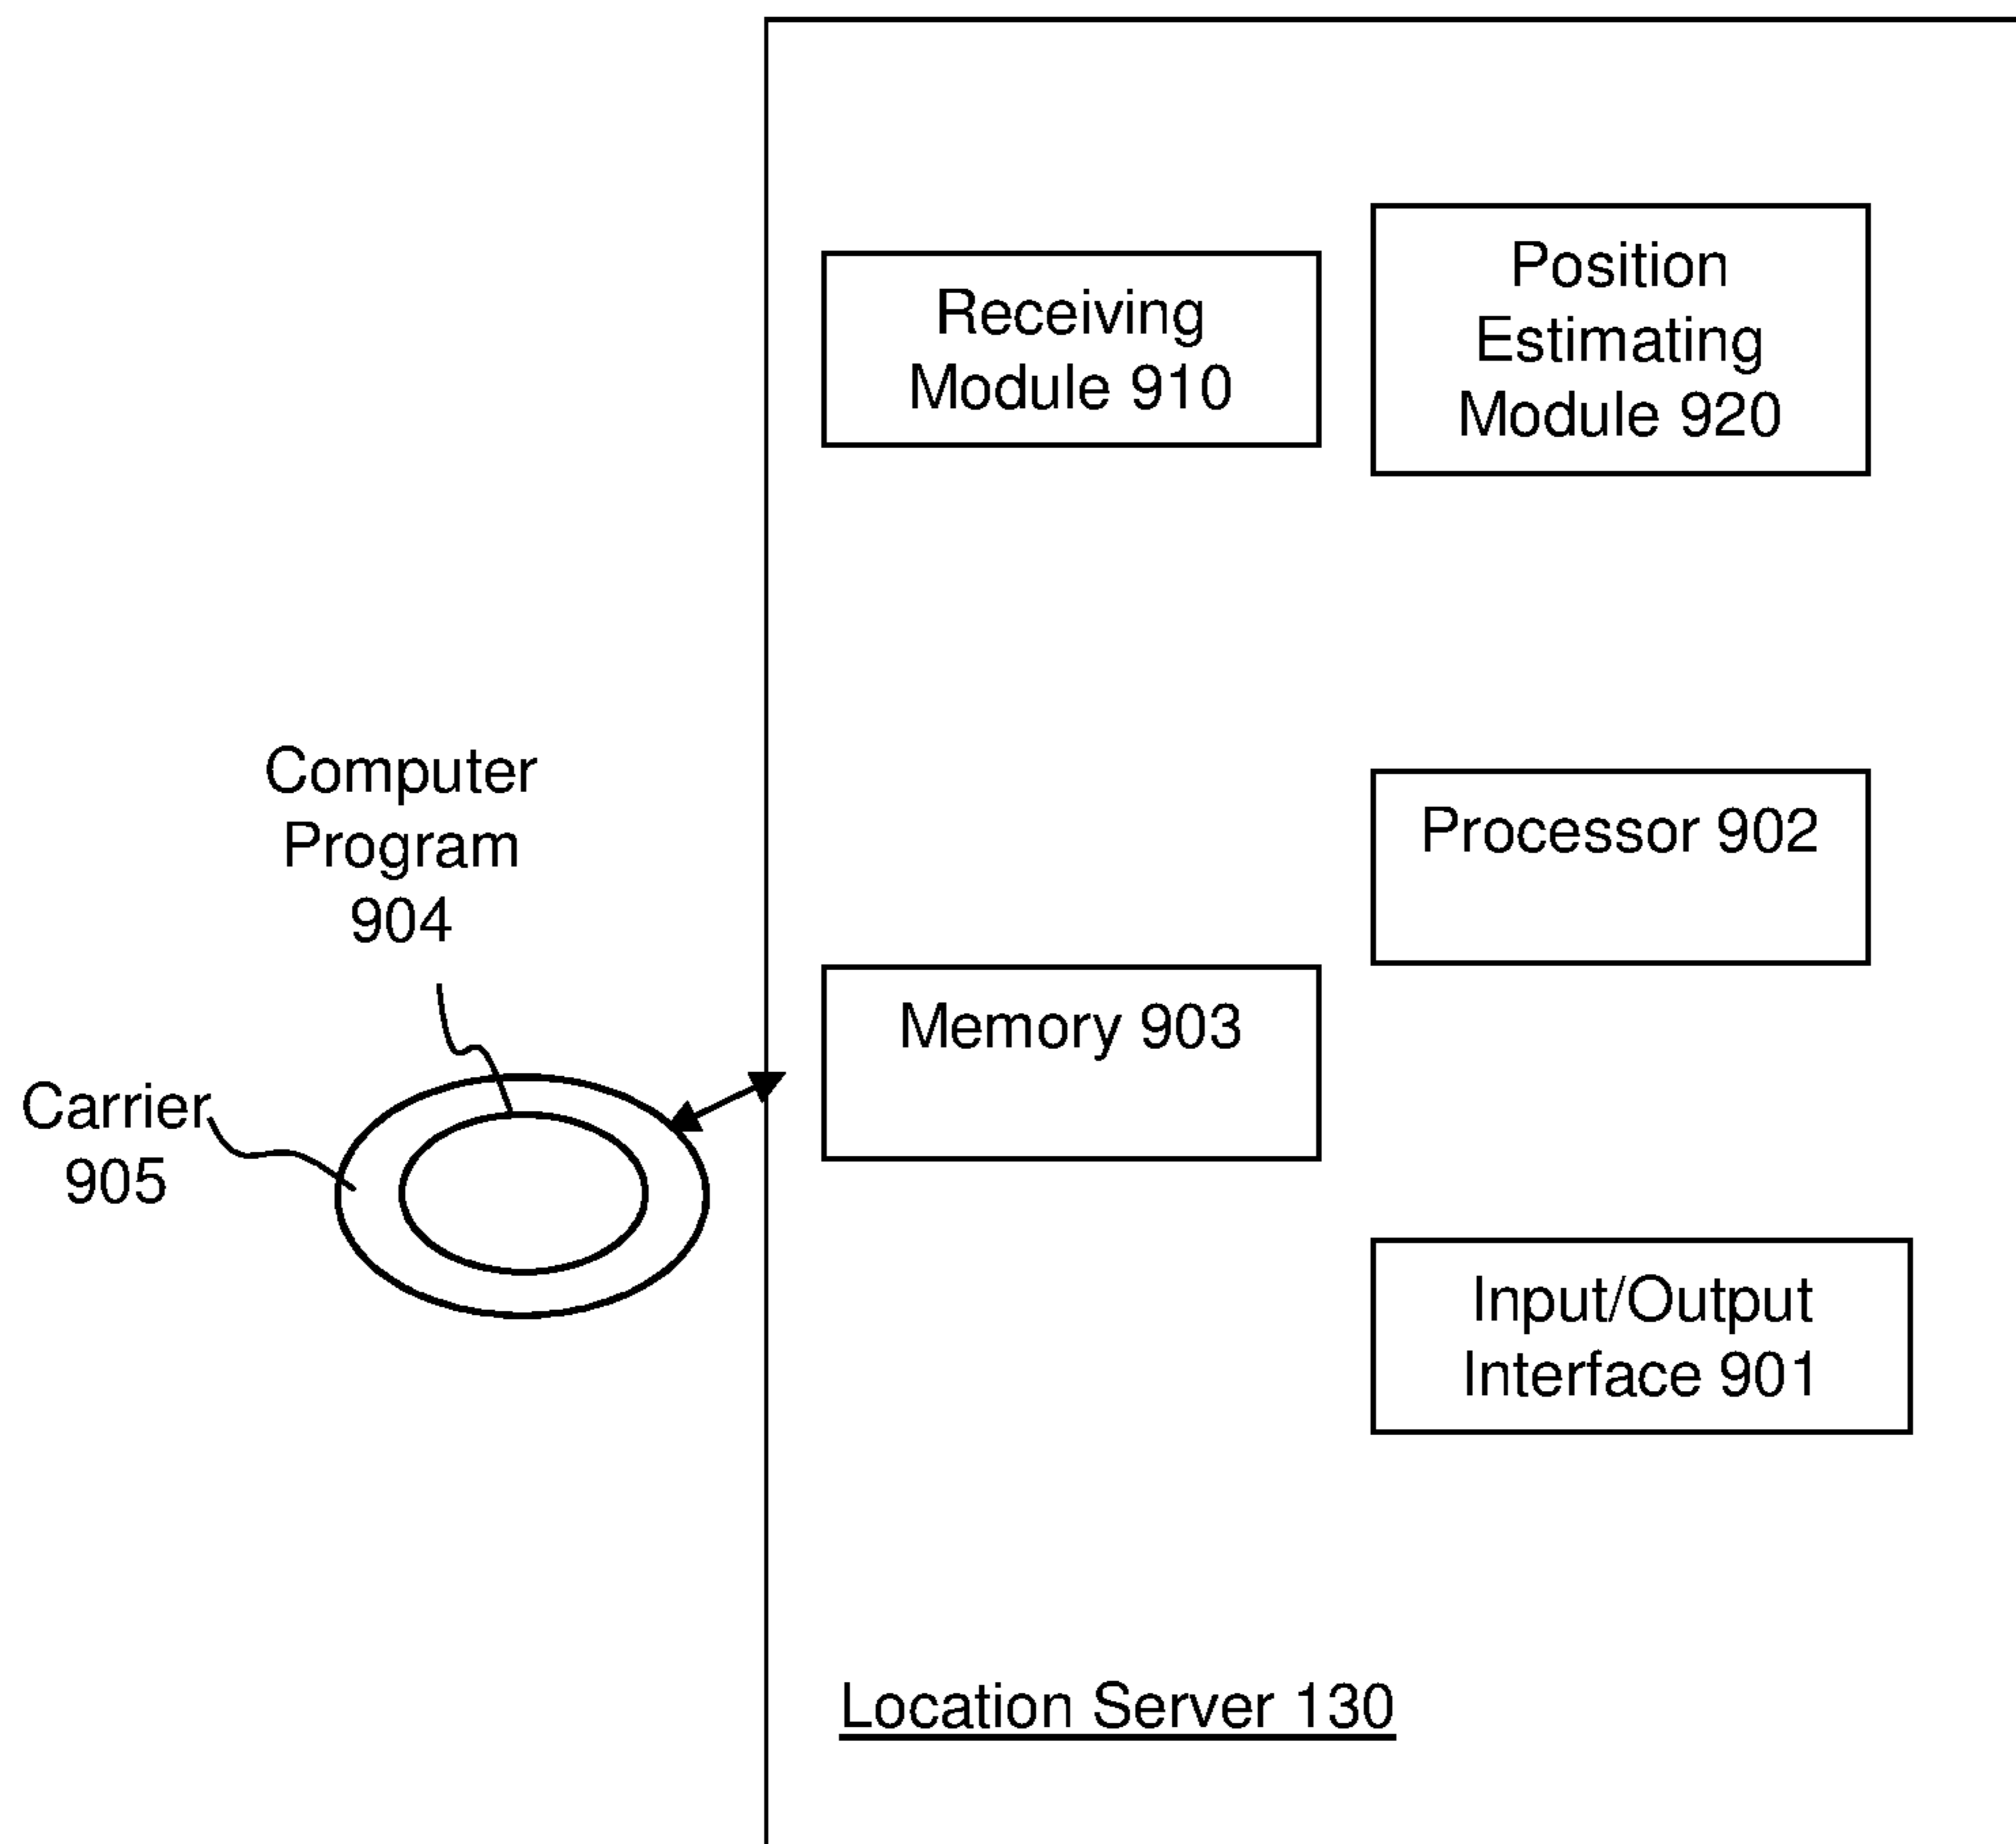 Receiving
Module 910
Position
Estimating
Module 920
Computer
Program
904
Processor 902
Memory 903
Carrier
905
Input/Output
Interface 901
Location Server 130